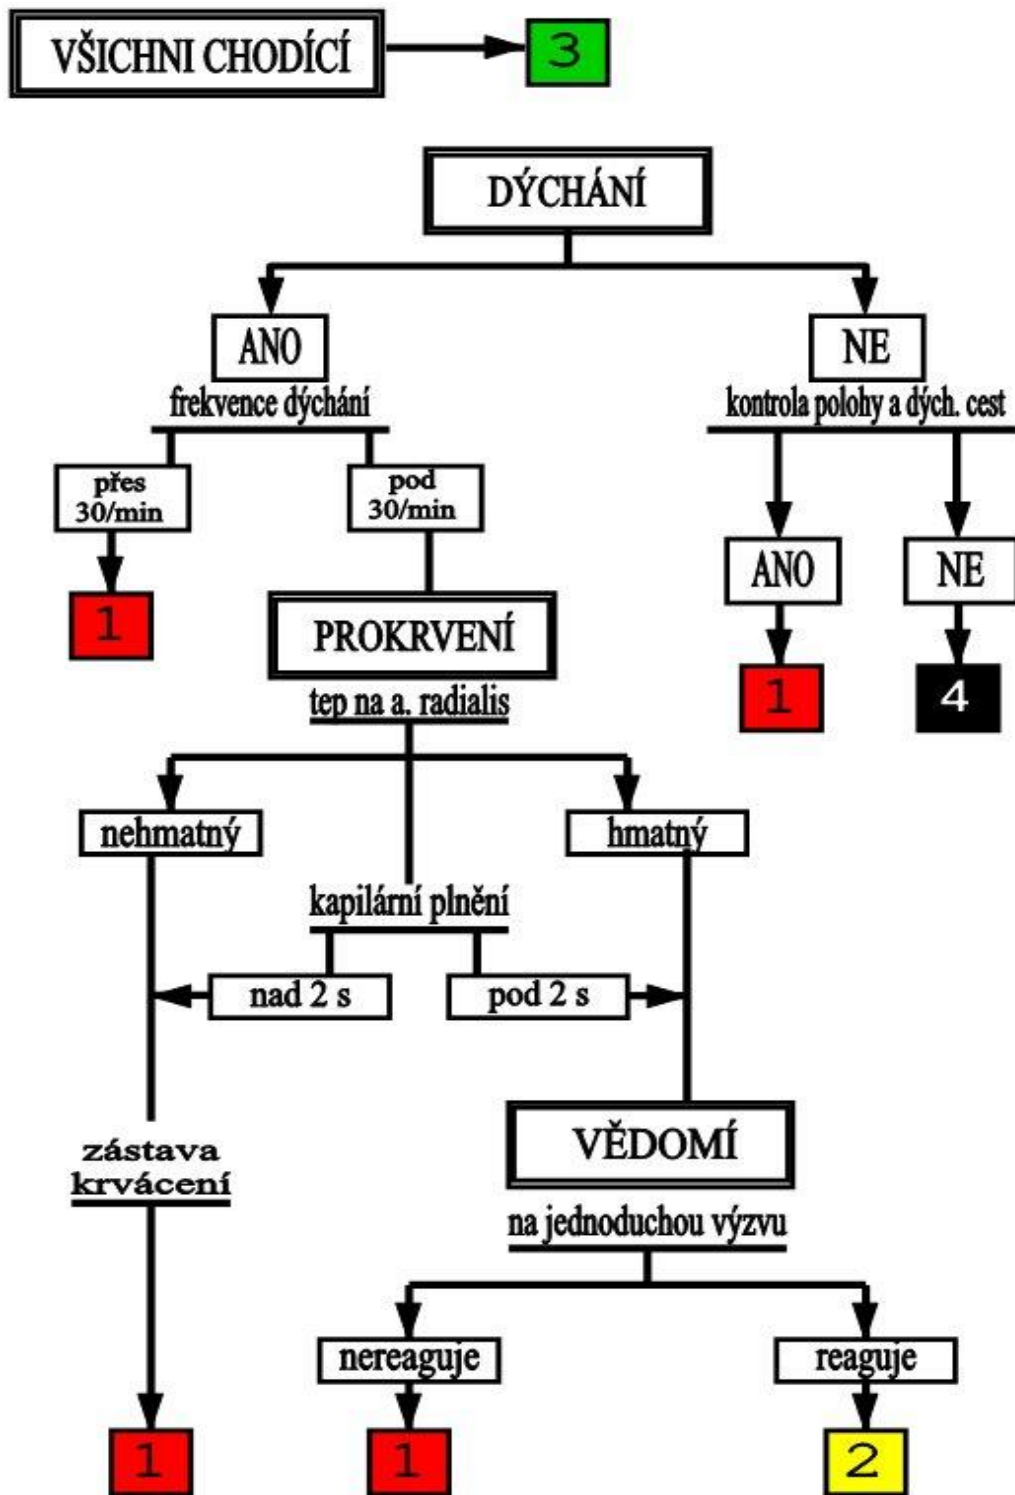 VŠICHNI CHODÍCÍ
3
DÝCHÁNÍ
ANO
NE
frekvence dýchání
kontrola polohy a dých. cest
přes
30/min
pod
30/min
ANO
NE
1
PROKRVENÍ
1
4
tep na a. radialis
nehmatný
hmatný
kapilární plnění
nad 2 s
pod 2 s
VĚDOMÍ
zástava
krvácení
na jednoduchou výzvu
nereaguje
reaguje
1
1
2